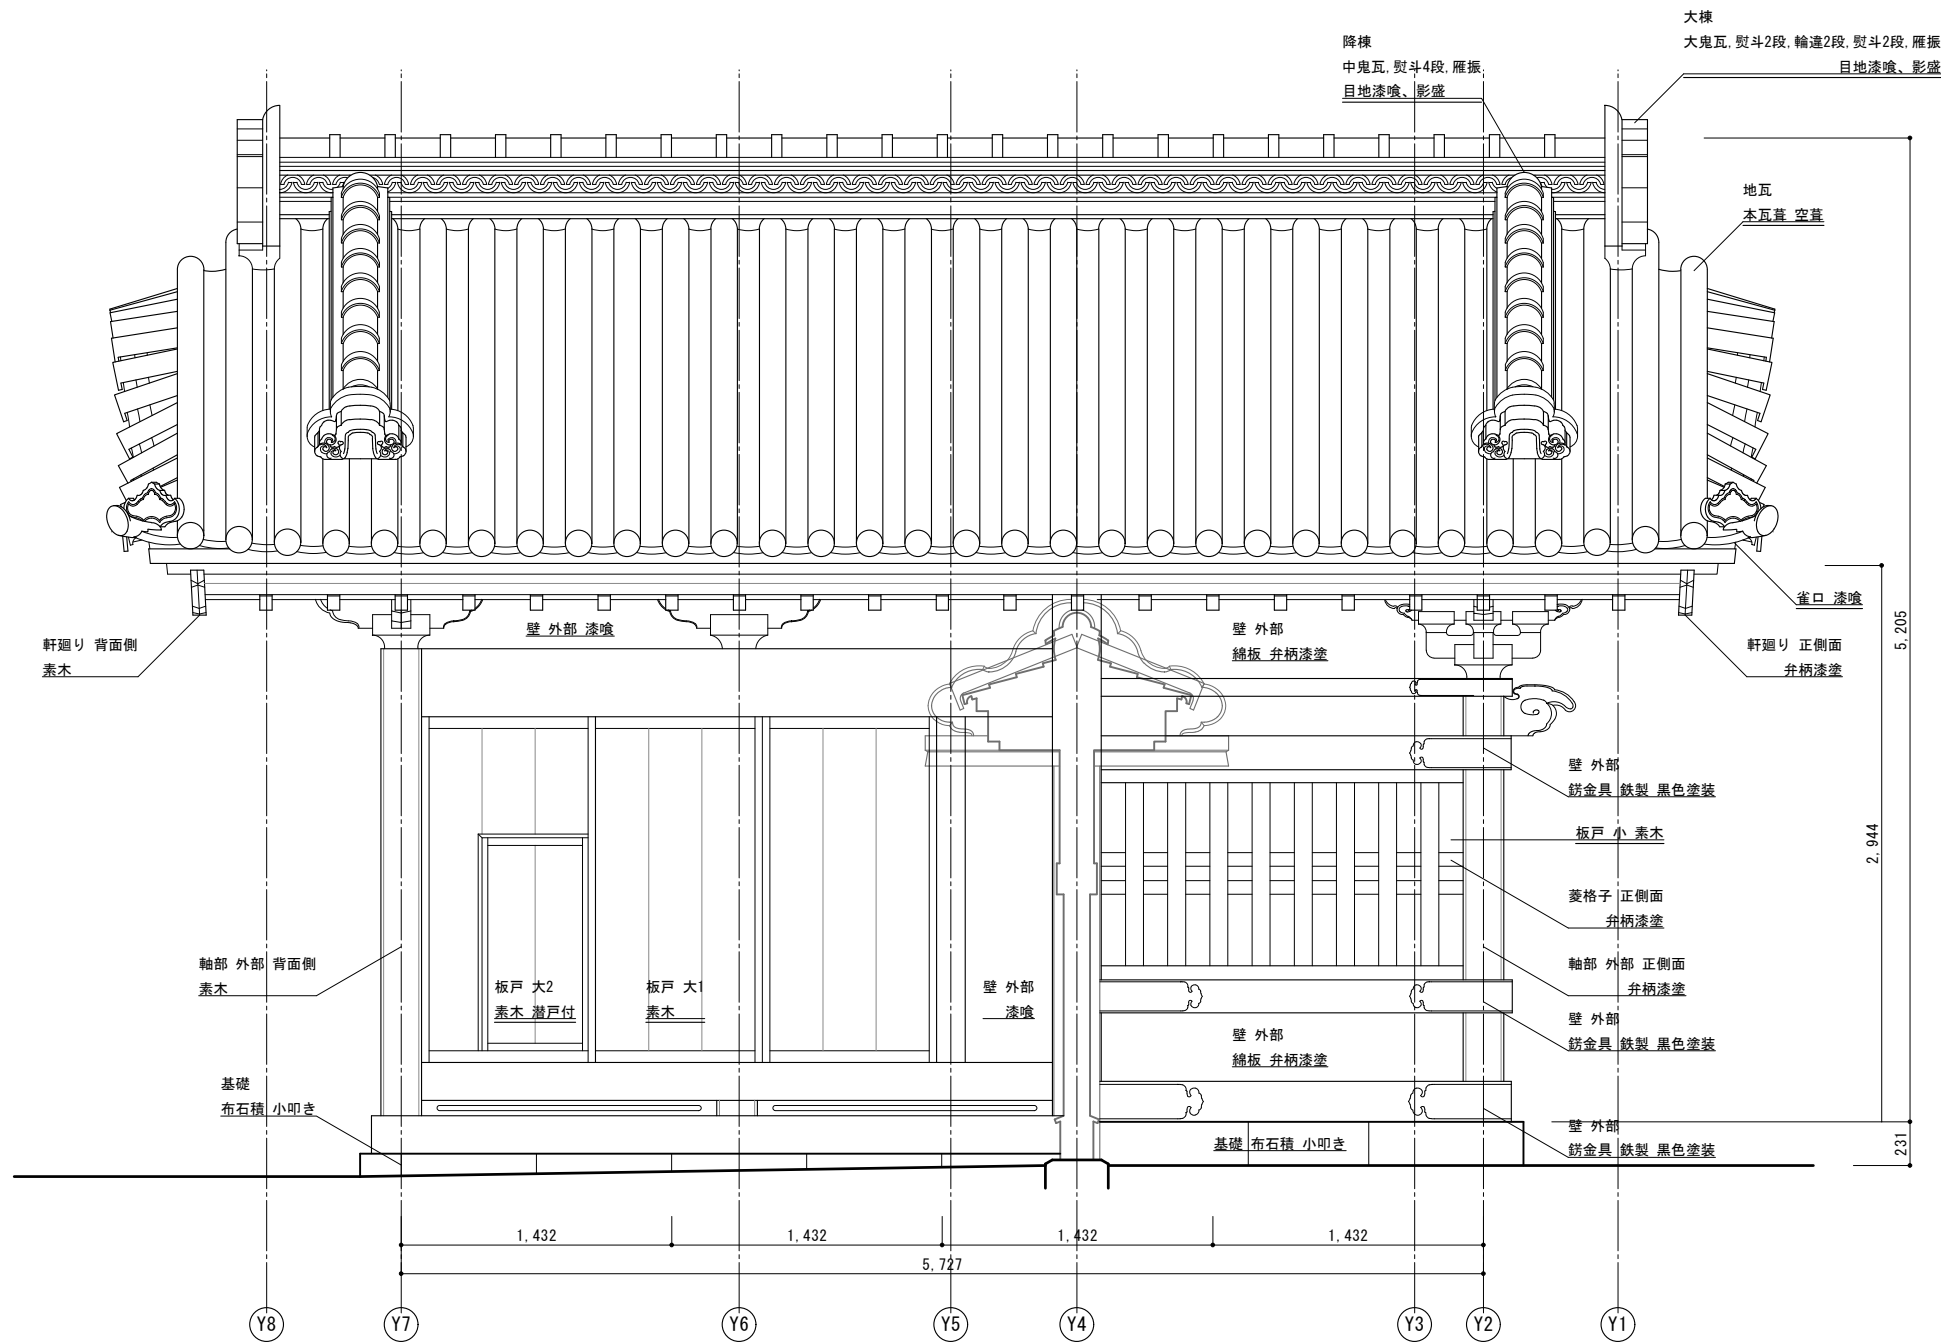 大棟
大鬼瓦, 熨斗2段, 輪違2段, 熨斗2段, 雁振
目地漆喰、影盛
降棟
中鬼瓦, 熨斗4段, 雁振
目地漆喰、影盛
地瓦
本瓦葺 空葺
雀口 漆喰
軒廻り 背面側
素木
壁 外部 漆喰
壁 外部
綿板 弁柄漆塗
軒廻り 正側面
弁柄漆塗
5,205
2,944
231
壁 外部
錺金具 鉄製 黒色塗装
板戸 小 素木
菱格子 正側面
弁柄漆塗
軸部 外部 背面側
素木
板戸 大2
素木 潜戸付
板戸 大1
素木
壁 外部
漆喰
軸部 外部 正側面
弁柄漆塗
壁 外部
錺金具 鉄製 黒色塗装
壁 外部
綿板 弁柄漆塗
基礎
布石積 小叩き
基礎 布石積 小叩き
壁 外部
錺金具 鉄製 黒色塗装
1,432
1,432
1,432
1,432
5,727
Y8
Y7
Y6
Y5
Y4
Y3
Y2
Y1